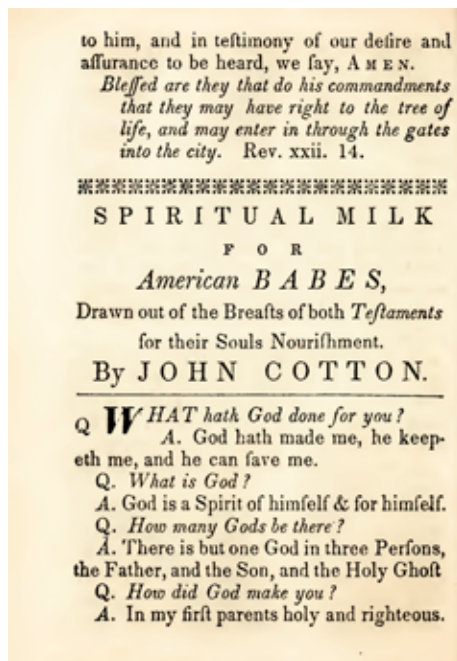 to him, and in teſtimony of our deſire and
aſſurance to be heard, we ſay, AMEN.
Bleſſed are they that do his commandments
that they may have right to the tree of
life, and may enter in through the gates
into the city. Rev. xxii. 14.
SPIRITUAL MILK
FOR
American BABES,
Drawn out of the Breaſts of both Teſtaments
for their Souls Nouriſhment.
By JOHN COTTON.
Q WHAT hath God done for you?
A. God hath made me, he keep-
eth me, and he can ſave me.
Q. What is God?
A. God is a Spirit of himſelf & for himſelf.
Q. How many Gods be there?
A. There is but one God in three Perſons,
the Father, and the Son, and the Holy Ghoſt
Q. How did God make you?
A. In my firſt parents holy and righteous.